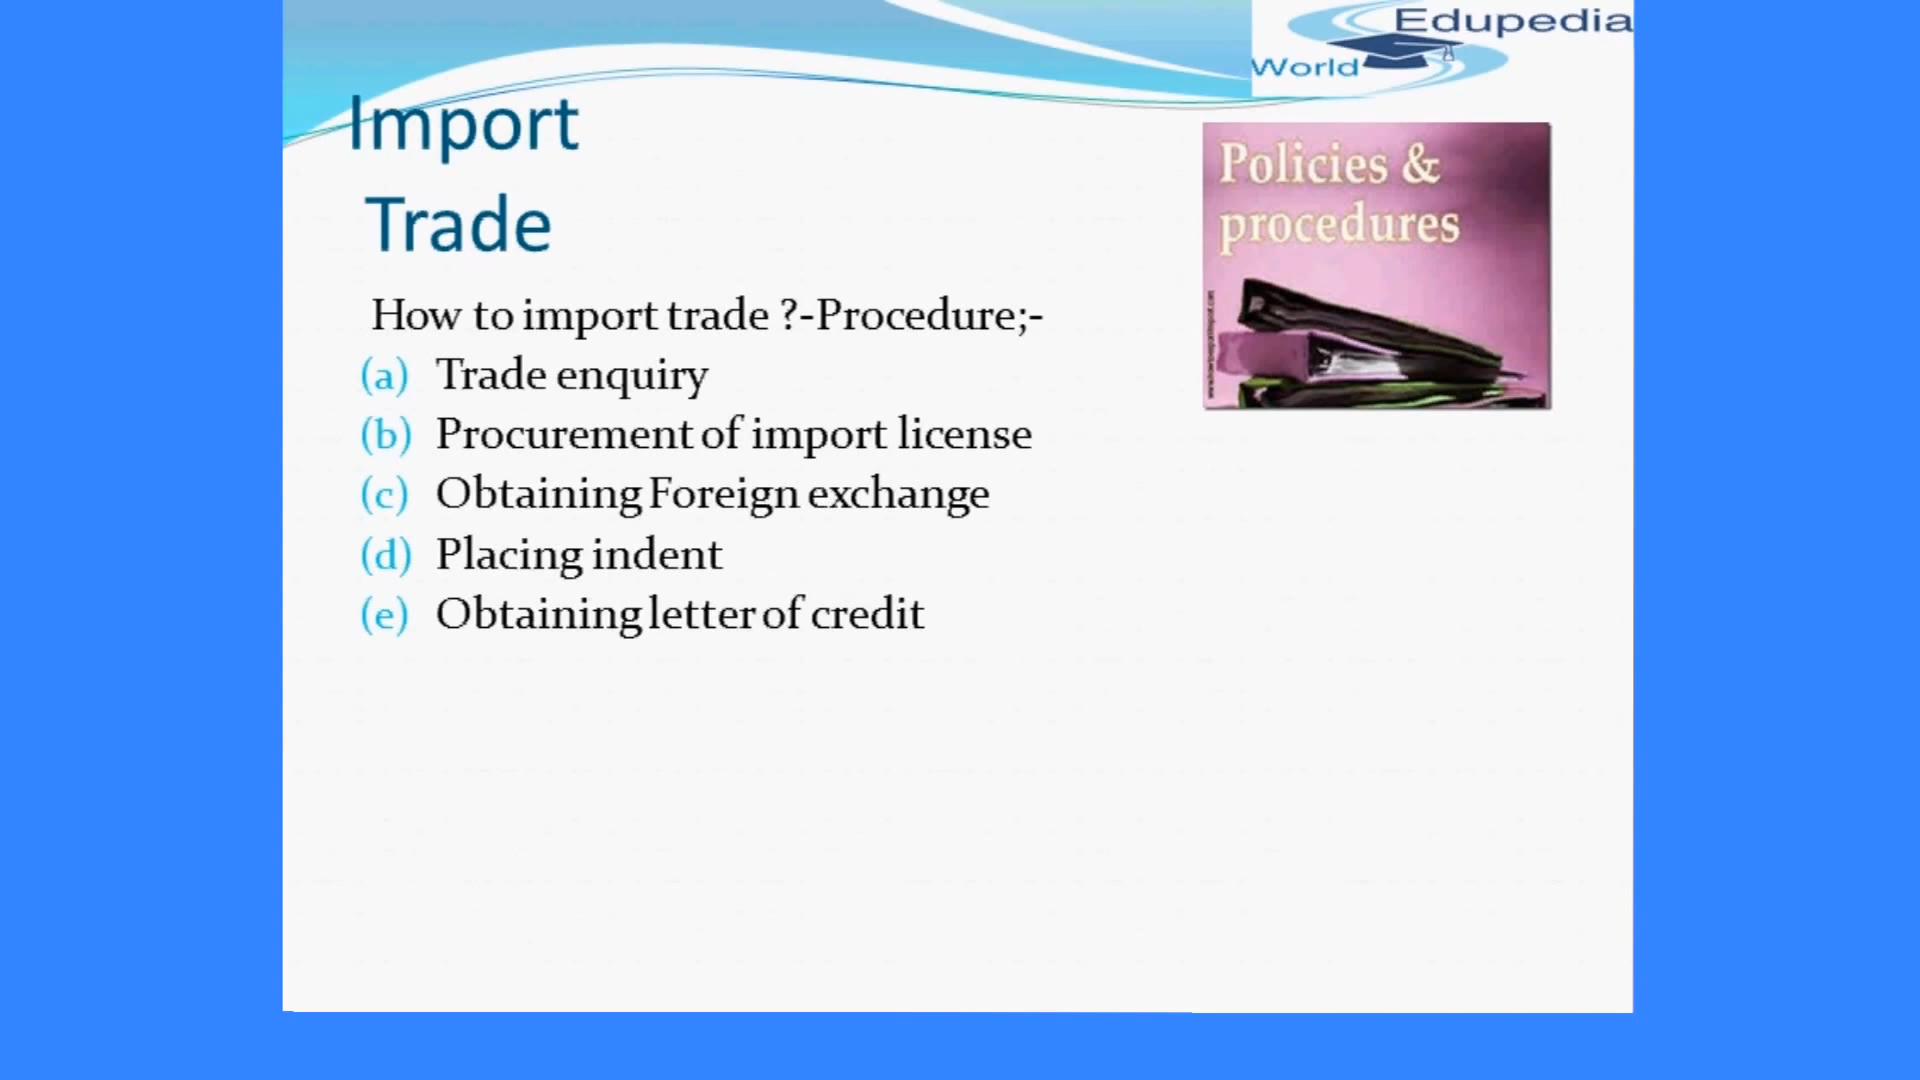 Edupedia
World
Import
Trade
Policies &
procedures
How to import trade ?-Procedure;-
(a) Trade enquiry
(b) Procurement of import license
(c) Obtaining Foreign exchange
(d) Placing indent
(e) Obtaining letter of credit